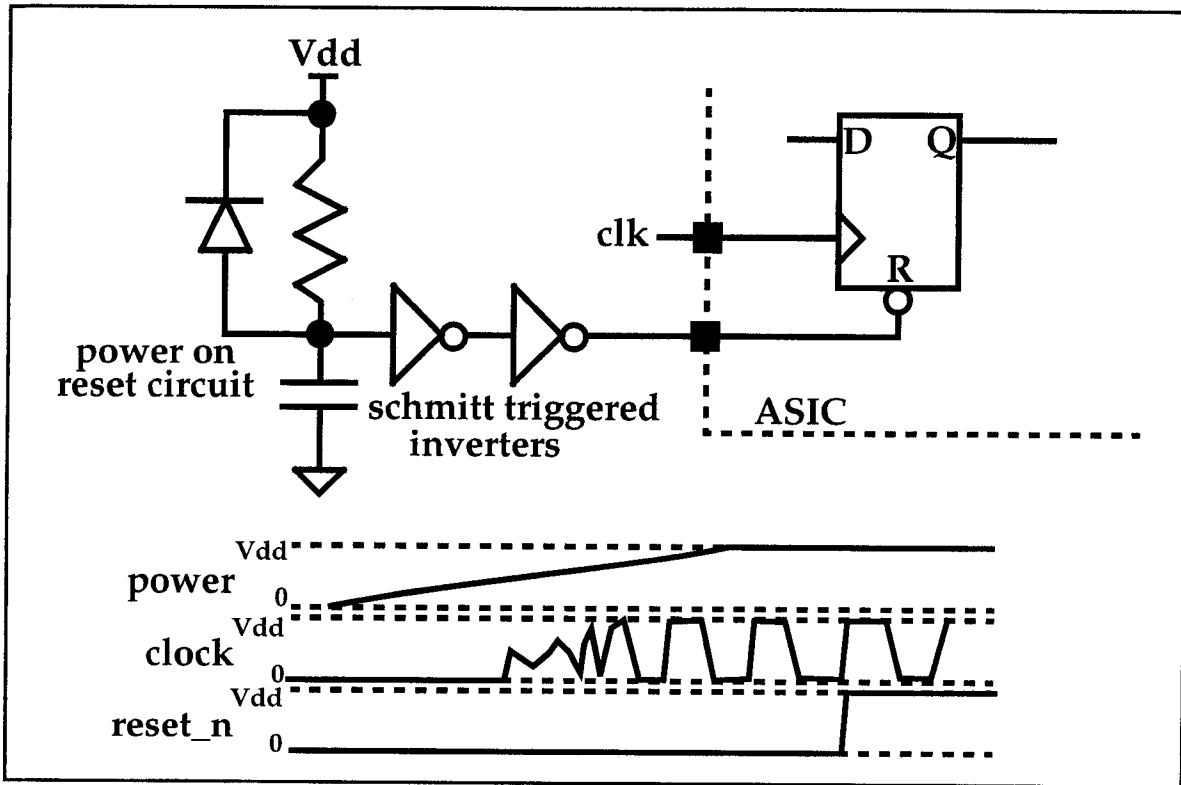 Vdd
D Q
clk
R
power on
reset circuit
schmitt triggered
inverters
ASIC
Vdd
power
0
Vdd
clock
0
Vdd
reset_n
0